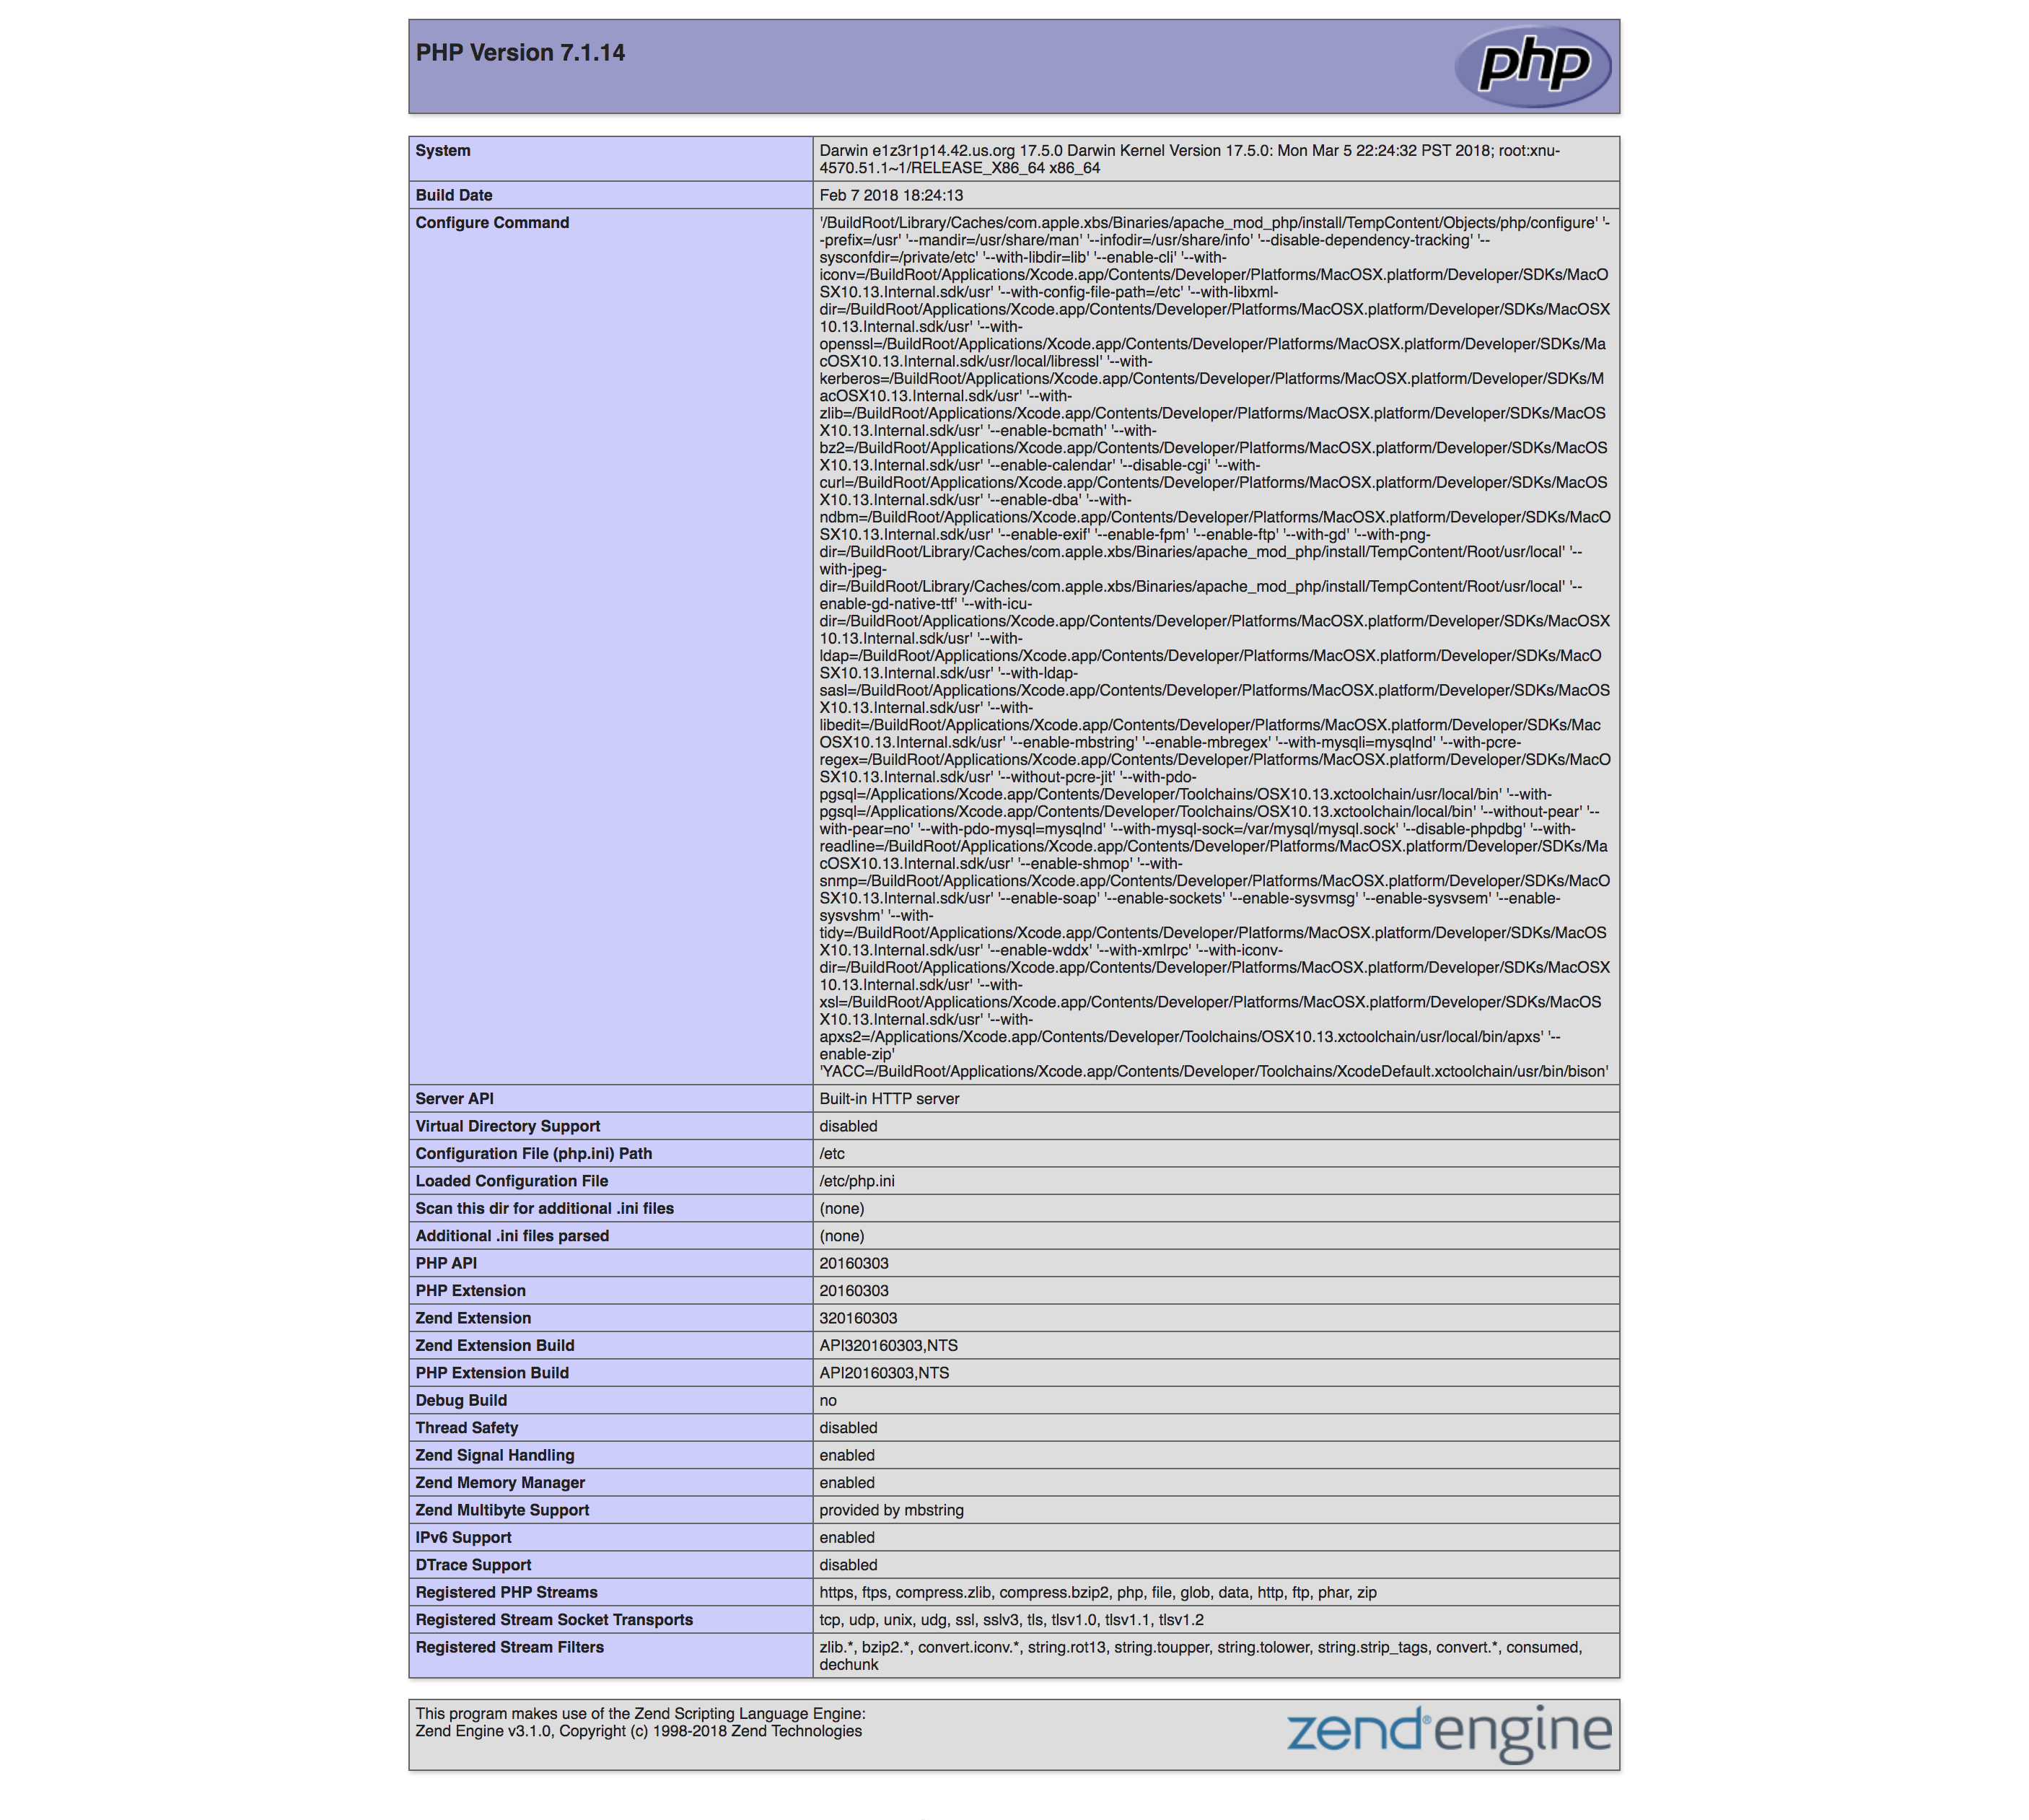 PHP Version 7.1.14
php
System
Darwin e1z3r1p14.42.us.org 17.5.0 Darwin Kernel Version 17.5.0: Mon Mar 5 22:24:32 PST 2018; root:xnu-
4570.51.1~1/RELEASE_X86_64 x86_64
Build Date
Feb 7 2018 18:24:13
Configure Command
'/BuildRoot/Library/Caches/com.apple.xbs/Binaries/apache_mod_php/install/TempContent/Objects/php/configure' '-
-prefix=/usr' '--mandir=/usr/share/man' '--infodir=/usr/share/info' '--disable-dependency-tracking' '--
sysconfdir=/private/etc' '--with-libdir=lib' '--enable-cli' '--with-
iconv=/BuildRoot/Applications/Xcode.app/Contents/Developer/Platforms/MacOSX.platform/Developer/SDKs/MacO
SX10.13.Internal.sdk/usr' '--with-config-file-path=/etc' '--with-libxml-
dir=/BuildRoot/Applications/Xcode.app/Contents/Developer/Platforms/MacOSX.platform/Developer/SDKs/MacOSX
10.13.Internal.sdk/usr' '--with-
openssl=/BuildRoot/Applications/Xcode.app/Contents/Developer/Platforms/MacOSX.platform/Developer/SDKs/Ma
cOSX10.13.Internal.sdk/usr/local/libressl' '--with-
kerberos=/BuildRoot/Applications/Xcode.app/Contents/Developer/Platforms/MacOSX.platform/Developer/SDKs/M
acOSX10.13.Internal.sdk/usr' '--with-
zlib=/BuildRoot/Applications/Xcode.app/Contents/Developer/Platforms/MacOSX.platform/Developer/SDKs/MacOS
X10.13.Internal.sdk/usr' '--enable-bcmath' '--with-
bz2=/BuildRoot/Applications/Xcode.app/Contents/Developer/Platforms/MacOSX.platform/Developer/SDKs/MacOS
X10.13.Internal.sdk/usr' '--enable-calendar' '--disable-cgi' '--with-
curl=/BuildRoot/Applications/Xcode.app/Contents/Developer/Platforms/MacOSX.platform/Developer/SDKs/MacOS
X10.13.Internal.sdk/usr' '--enable-dba' '--with-
ndbm=/BuildRoot/Applications/Xcode.app/Contents/Developer/Platforms/MacOSX.platform/Developer/SDKs/MacO
SX10.13.Internal.sdk/usr' '--enable-exif' '--enable-fpm' '--enable-ftp' '--with-gd' '--with-png-
dir=/BuildRoot/Library/Caches/com.apple.xbs/Binaries/apache_mod_php/install/TempContent/Root/usr/local' '--
with-jpeg-
dir=/BuildRoot/Library/Caches/com.apple.xbs/Binaries/apache_mod_php/install/TempContent/Root/usr/local' '--
enable-gd-native-ttf' '--with-icu-
dir=/BuildRoot/Applications/Xcode.app/Contents/Developer/Platforms/MacOSX.platform/Developer/SDKs/MacOSX
10.13.Internal.sdk/usr' '--with-
ldap=/BuildRoot/Applications/Xcode.app/Contents/Developer/Platforms/MacOSX.platform/Developer/SDKs/MacO
SX10.13.Internal.sdk/usr' '--with-ldap-
sasl=/BuildRoot/Applications/Xcode.app/Contents/Developer/Platforms/MacOSX.platform/Developer/SDKs/MacOS
X10.13.Internal.sdk/usr' '--with-
libedit=/BuildRoot/Applications/Xcode.app/Contents/Developer/Platforms/MacOSX.platform/Developer/SDKs/Mac
OSX10.13.Internal.sdk/usr' '--enable-mbstring' '--enable-mbregex' '--with-mysqli=mysqlnd' '--with-pcre-
regex=/BuildRoot/Applications/Xcode.app/Contents/Developer/Platforms/MacOSX.platform/Developer/SDKs/MacO
SX10.13.Internal.sdk/usr' '--without-pcre-jit' '--with-pdo-
pgsql=/Applications/Xcode.app/Contents/Developer/Toolchains/OSX10.13.xctoolchain/usr/local/bin' '--with-
pgsql=/Applications/Xcode.app/Contents/Developer/Toolchains/OSX10.13.xctoolchain/local/bin' '--without-pear' '--
with-pear=no' '--with-pdo-mysql=mysqlnd' '--with-mysql-sock=/var/mysql/mysql.sock' '--disable-phpdbg' '--with-
readline=/BuildRoot/Applications/Xcode.app/Contents/Developer/Platforms/MacOSX.platform/Developer/SDKs/Ma
cOSX10.13.Internal.sdk/usr' '--enable-shmop' '--with-
snmp=/BuildRoot/Applications/Xcode.app/Contents/Developer/Platforms/MacOSX.platform/Developer/SDKs/MacO
SX10.13.Internal.sdk/usr' '--enable-soap' '--enable-sockets' '--enable-sysvmsg' '--enable-sysvsem' '--enable-
sysvshm' '--with-
tidy=/BuildRoot/Applications/Xcode.app/Contents/Developer/Platforms/MacOSX.platform/Developer/SDKs/MacOS
X10.13.Internal.sdk/usr' '--enable-wddx' '--with-xmlrpc' '--with-iconv-
dir=/BuildRoot/Applications/Xcode.app/Contents/Developer/Platforms/MacOSX.platform/Developer/SDKs/MacOSX
10.13.Internal.sdk/usr' '--with-
xsl=/BuildRoot/Applications/Xcode.app/Contents/Developer/Platforms/MacOSX.platform/Developer/SDKs/MacOS
X10.13.Internal.sdk/usr' '--with-
apxs2=/Applications/Xcode.app/Contents/Developer/Toolchains/OSX10.13.xctoolchain/usr/local/bin/apxs' '--
enable-zip'
'YACC=/BuildRoot/Applications/Xcode.app/Contents/Developer/Toolchains/XcodeDefault.xctoolchain/usr/bin/bison'
Server API
Built-in HTTP server
Virtual Directory Support
disabled
Configuration File (php.ini) Path
/etc
Loaded Configuration File
/etc/php.ini
Scan this dir for additional .ini files
(none)
Additional .ini files parsed
(none)
PHP API
20160303
PHP Extension
20160303
Zend Extension
320160303
Zend Extension Build
API320160303,NTS
PHP Extension Build
API20160303,NTS
Debug Build
no
Thread Safety
disabled
Zend Signal Handling
enabled
Zend Memory Manager
enabled
Zend Multibyte Support
provided by mbstring
IPv6 Support
enabled
DTrace Support
disabled
Registered PHP Streams
https, ftps, compress.zlib, compress.bzip2, php, file, glob, data, http, ftp, phar, zip
Registered Stream Socket Transports
tcp, udp, unix, udg, ssl, sslv3, tls, tlsv1.0, tlsv1.1, tlsv1.2
Registered Stream Filters
zlib.*, bzip2.*, convert.iconv.*, string.rot13, string.toupper, string.tolower, string.strip_tags, convert.*, consumed,
dechunk
This program makes use of the Zend Scripting Language Engine:
Zend Engine v3.1.0, Copyright (c) 1998-2018 Zend Technologies
zend® engine